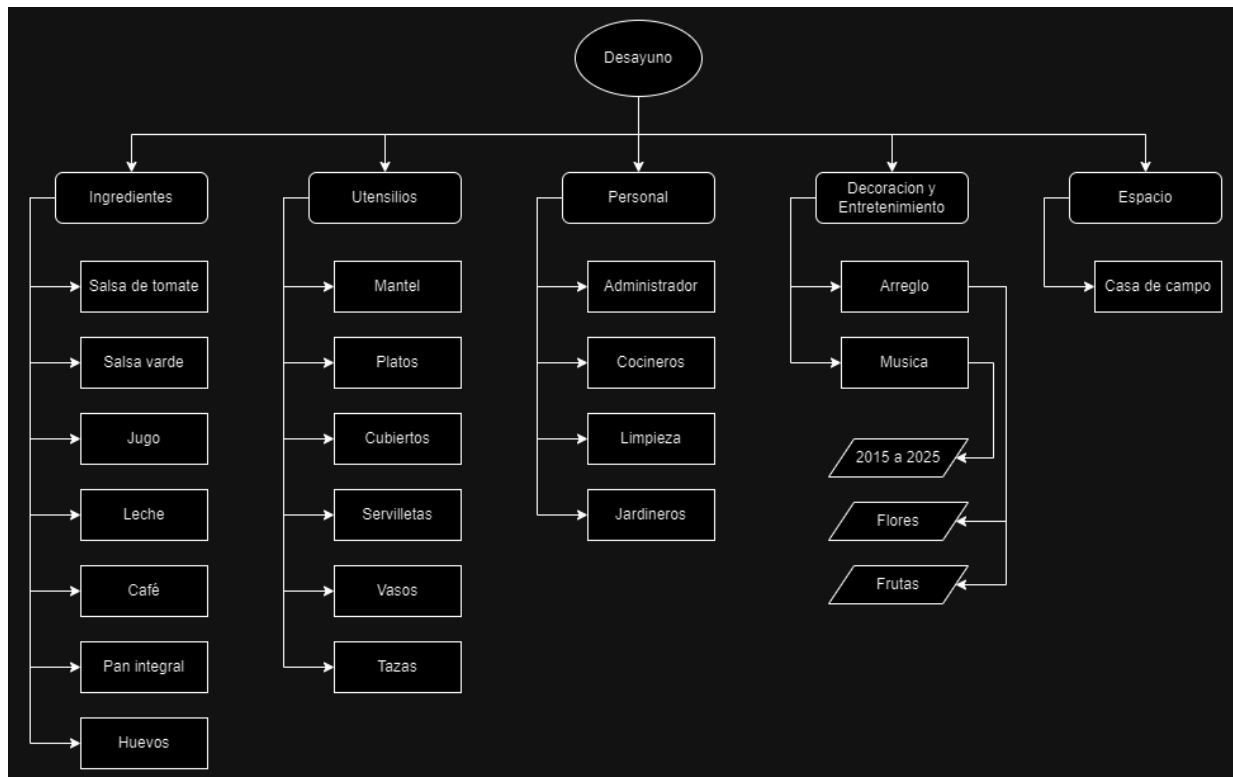 Desayuno
Ingredientes
Utensilios
Personal
Decoracion y
Entretenimiento
Espacio
Salsa de tomate
Mantel
Administrador
Arreglo
Casa de campo
Salsa varde
Platos
Cocineros
Musica
Jugo
Cubiertos
Limpieza
2015 a 2025
Leche
Servilletas
Jardineros
Flores
Café
Vasos
Frutas
Pan integral
Tazas
Huevos